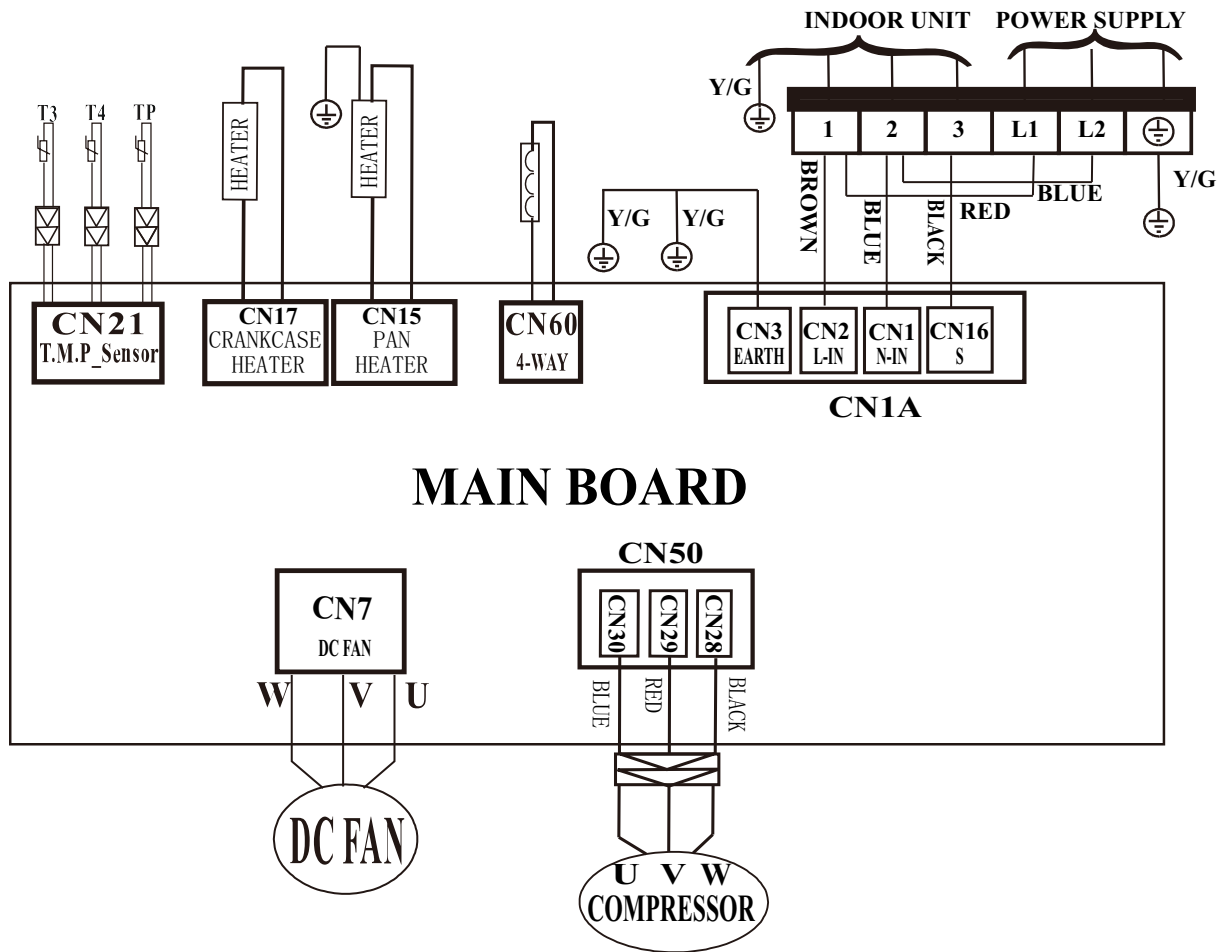 INDOOR UNIT
POWER SUPPLY
Y/G
1
2
3
L1
L2
Y/G
BROWN
BLUE
BLACK
RED
BLUE
T3
T4
TP
HEATER
HEATER
Y/G
Y/G
CN21
T.M.P_Sensor
CN17
CRANKCASE
HEATER
CN15
PAN
HEATER
CN60
4-WAY
CN3
EARTH
CN2
L-IN
CN1
N-IN
CN16
S
CN1A
MAIN BOARD
CN50
CN30
CN29
CN28
CN7
DC FAN
W
V
U
BLUE
RED
BLACK
DC FAN
U V W
COMPRESSOR